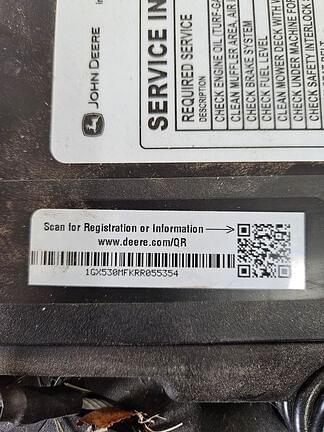 JOHN DEERE
SERVICE IN
REQUIRED SERVICE
DESCRIPTION
CHECK ENGINE OIL (TURF-GA
CLEAN MUFFLER AREA, AIR I
CHECK BRAKE SYSTEM
CHECK FUEL LEVEL
CLEAN MOWER DECK WITH W
CHECK UNDER MACHINE FOR
CHECK SAFETY INTERLOCK S
Scan for Registration or Information
www.deere.com/QR
1GX530MFKRR055354